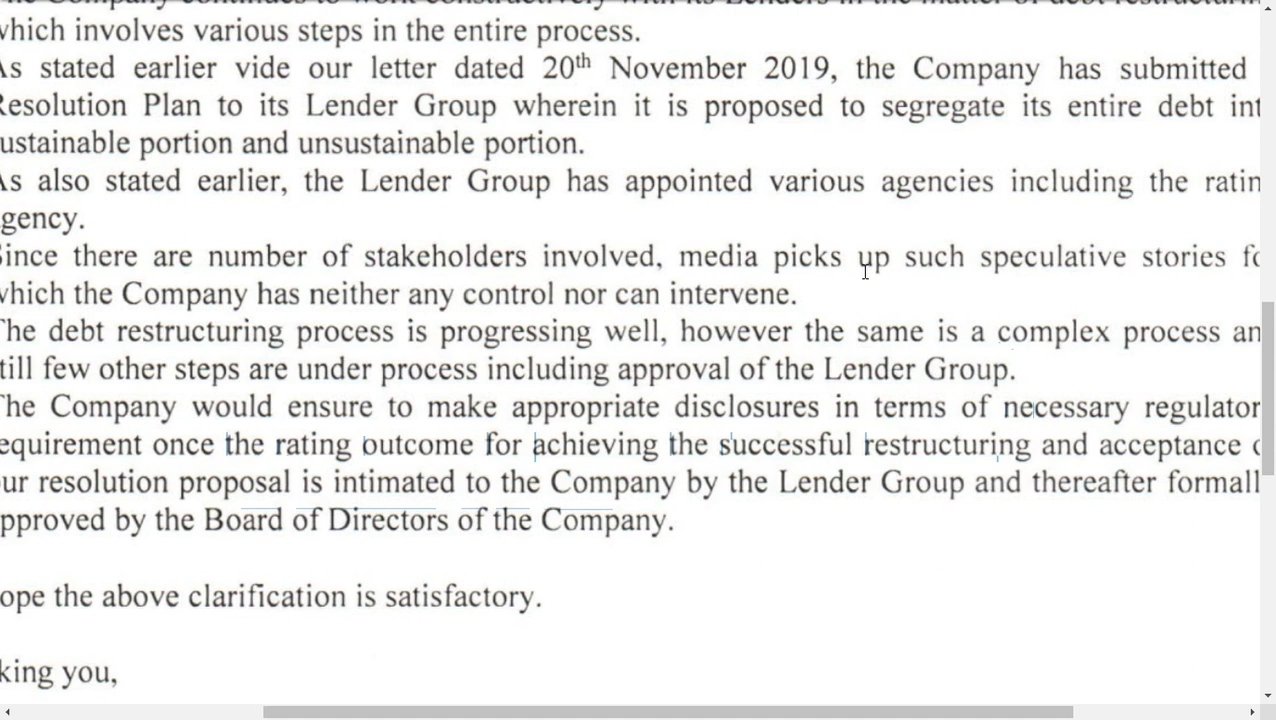 which involves various steps in the entire process.
As stated earlier vide our letter dated 20th November 2019, the Company has submitted
Resolution Plan to its Lender Group wherein it is proposed to segregate its entire debt int
ustainable portion and unsustainable portion.
As also stated earlier, the Lender Group has appointed various agencies including the ratin
gency.
Since there are number of stakeholders involved, media picks up such speculative stories fo
which the Company has neither any control nor can intervene.
The debt restructuring process is progressing well, however the same is a complex process an
till few other steps are under process including approval of the Lender Group.
The Company would ensure to make appropriate disclosures in terms of necessary regulator
equirement once the rating outcome for achieving the successful restructuring and acceptance o
ur resolution proposal is intimated to the Company by the Lender Group and thereafter formall
pproved by the Board of Directors of the Company.
ope the above clarification is satisfactory.
king you,